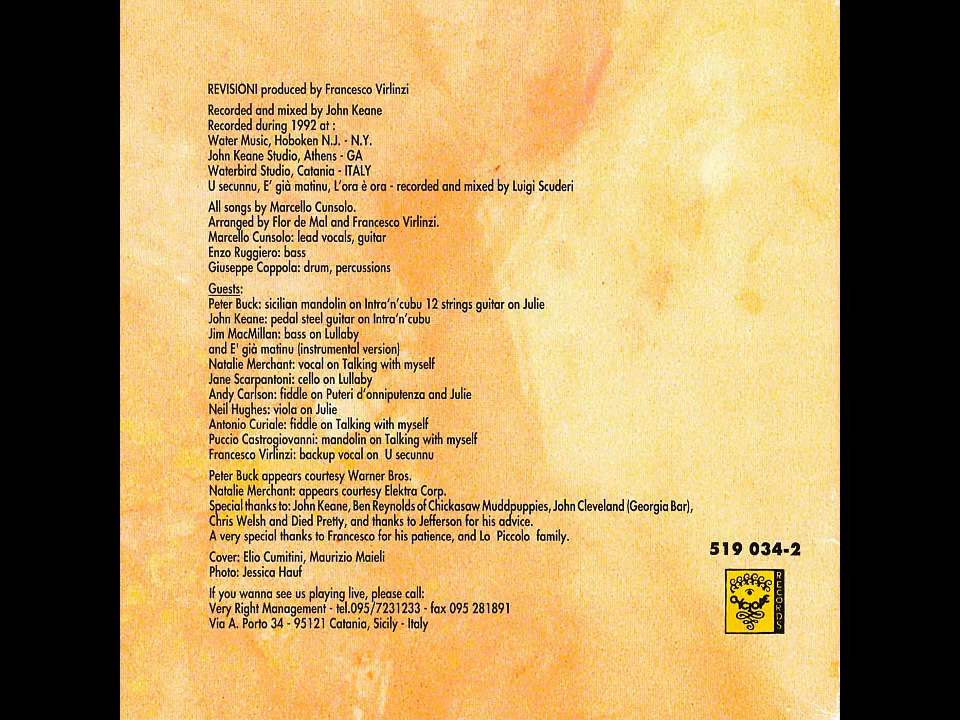 REVISIONI produced by Francesco Virlinzi
Recorded and mixed by John Keane
Recorded during 1992 at :
Water Music, Hoboken N.J. - N.Y.
John Keane Studio, Athens - GA
Waterbird Studio, Catania - ITALY
U secunnu, E' già matinu, L'ora è ora - recorded and mixed by Luigi Scuderi
All songs by Marcello Cunsolo.
Arranged by Flor de Mal and Francesco Virlinzi.
Marcello Cunsolo: lead vocals, guitar
Enzo Ruggiero: bass
Giuseppe Coppola: drum, percussions
Guests:
Peter Buck: sicilian mandolin on Intra'n'cubu 12 strings guitar on Julie
John Keane: pedal steel guitar on Intra'n'cubu
Jim MacMillan: bass on Lullaby
and E' già matinu (instrumental version)
Natalie Merchant: vocal on Talking with myself
Jane Scarpantoni: cello on Lullaby
Andy Carlson: fiddle on Puteri d'onniputenza and Julie
Neil Hughes: viola on Julie
Antonio Curiale: fiddle on Talking with myself
Puccio Castrogiovanni: mandolin on Talking with myself
Francesco Virlinzi: backup vocal on U secunnu
Peter Buck appears courtesy Warner Bros.
Natalie Merchant: appears courtesy Elektra Corp.
Special thanks to: John Keane, Ben Reynolds of Chickasaw Muddpuppies, John Cleveland (Georgia Bar),
Chris Welsh and Died Pretty, and thanks to Jefferson for his advice.
A very special thanks to Francesco for his patience, and Lo Piccolo family.
Cover: Elio Cumitini, Maurizio Maieli
Photo: Jessica Hauf
If you wanna see us playing live, please call:
Very Right Management - tel.095/7231233 - fax 095 281891
Via A. Porto 34 - 95121 Catania, Sicily - Italy
519 034-2
CYCLOPE
RECORDS